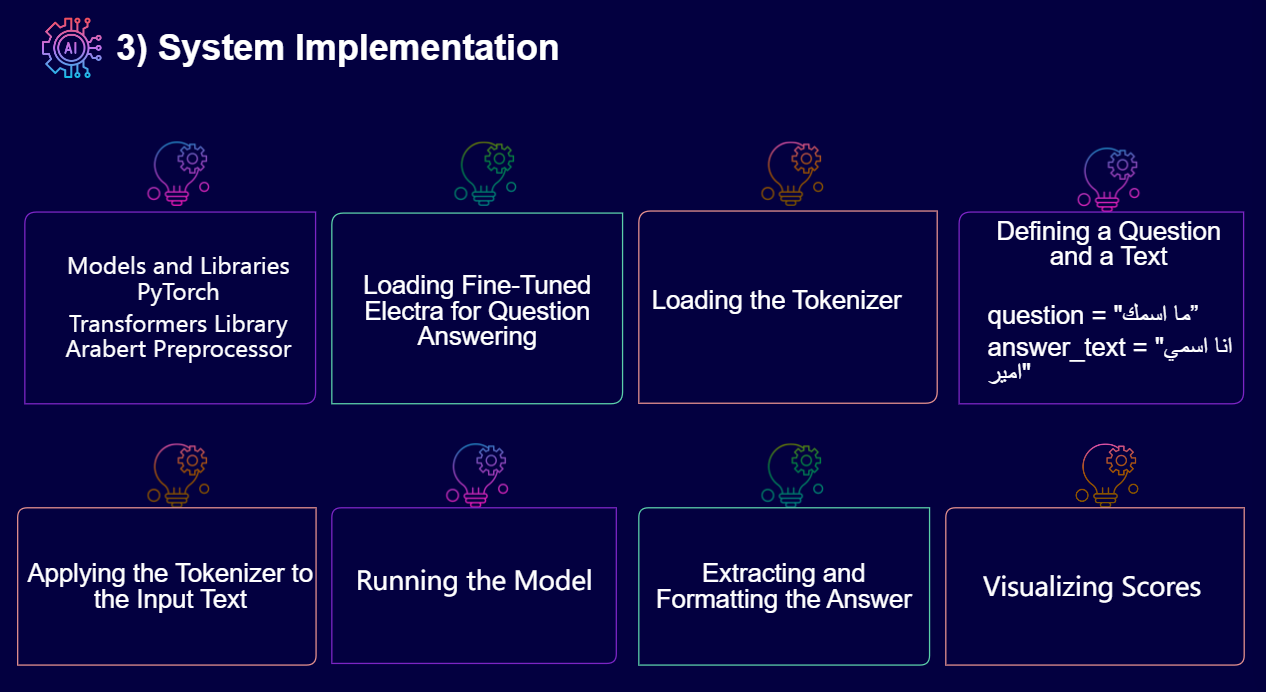 AI
3) System Implementation
Models and Libraries
PyTorch
Transformers Library
Arabert Preprocessor
Loading Fine-Tuned
Electra for Question
Answering
Loading the Tokenizer
Defining a Question
and a Text
question = "ما اسمك”
answer_text = "انا اسمي
امير"
Applying the Tokenizer to
the Input Text
Running the Model
Extracting and
Formatting the Answer
Visualizing Scores